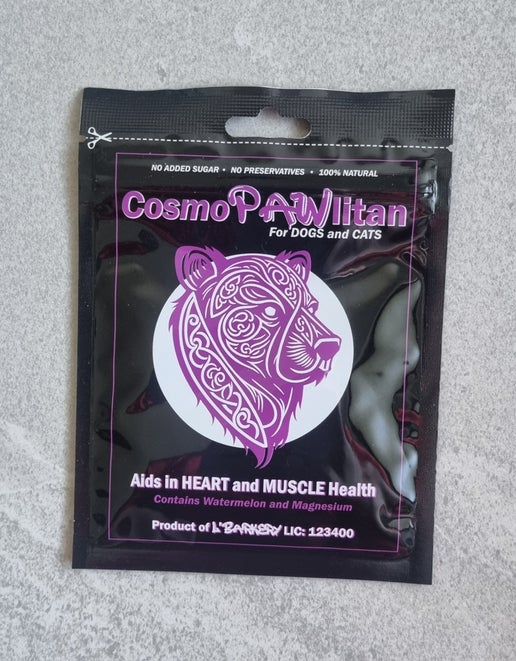 NO ADDED SUGAR • NO PRESERVATIVES • 100% NATURAL
CosmoPAWlitan
For DOGS and CATS
Aids in HEART and MUSCLE Health
Contains Watermelon and Magnesium
Product of L'BARKERY LIC: 123400